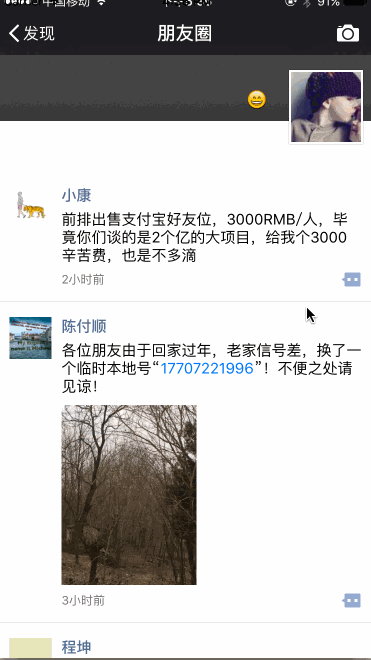 中国移动
91%
发现
朋友圈
小康
前排出售支付宝好友位，3000RMB/人，毕
竟你们谈的是2个亿的大项目，给我个3000
辛苦费，也是不多滴
2小时前
陈付顺
各位朋友由于回家过年，老家信号差，换了一
个临时本地号“17707221996”！不便之处请
见谅！
3小时前
程坤